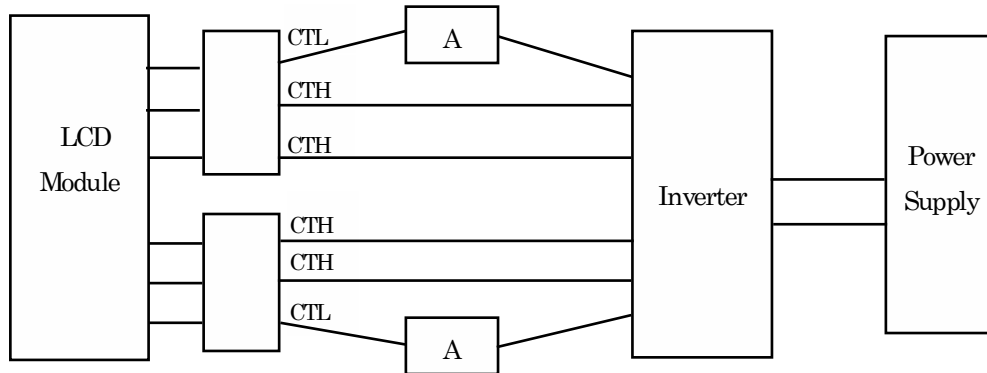 LCD
Module
CTL
CTH
CTH
CTH
CTH
CTL
A
A
Inverter
Power
Supply